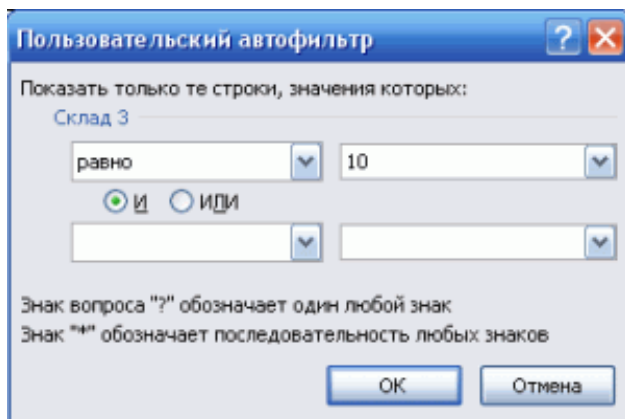 Пользовательский автофильтр
Показать только те строки, значения которых:
Склад 3
равно 10
И ИЛИ
Знак вопроса "?" обозначает один любой знак
Знак "*" обозначает последовательность любых знаков
ОК Отмена